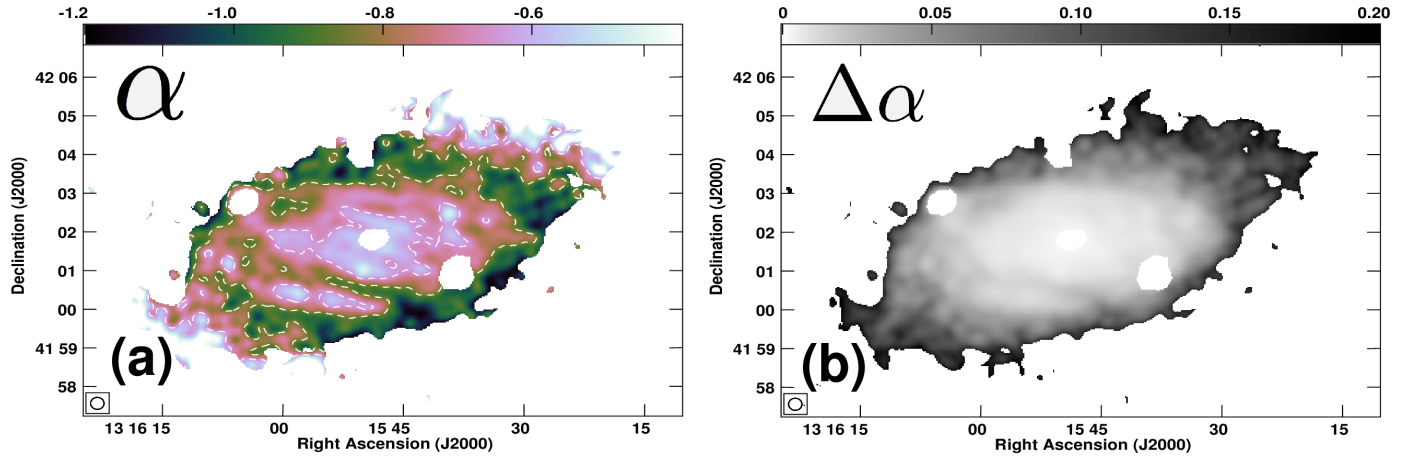 -1.2 -1.0 -0.8 -0.6
α
42 06
05
04
03
02
01
00
41 59
58
Declination (J2000)
(a)
13 16 15 00 15 45 30 15
Right Ascension (J2000)
0 0.05 0.10 0.15 0.20
Δα
42 06
05
04
03
02
01
00
41 59
58
Declination (J2000)
(b)
13 16 15 00 15 45 30 15
Right Ascension (J2000)